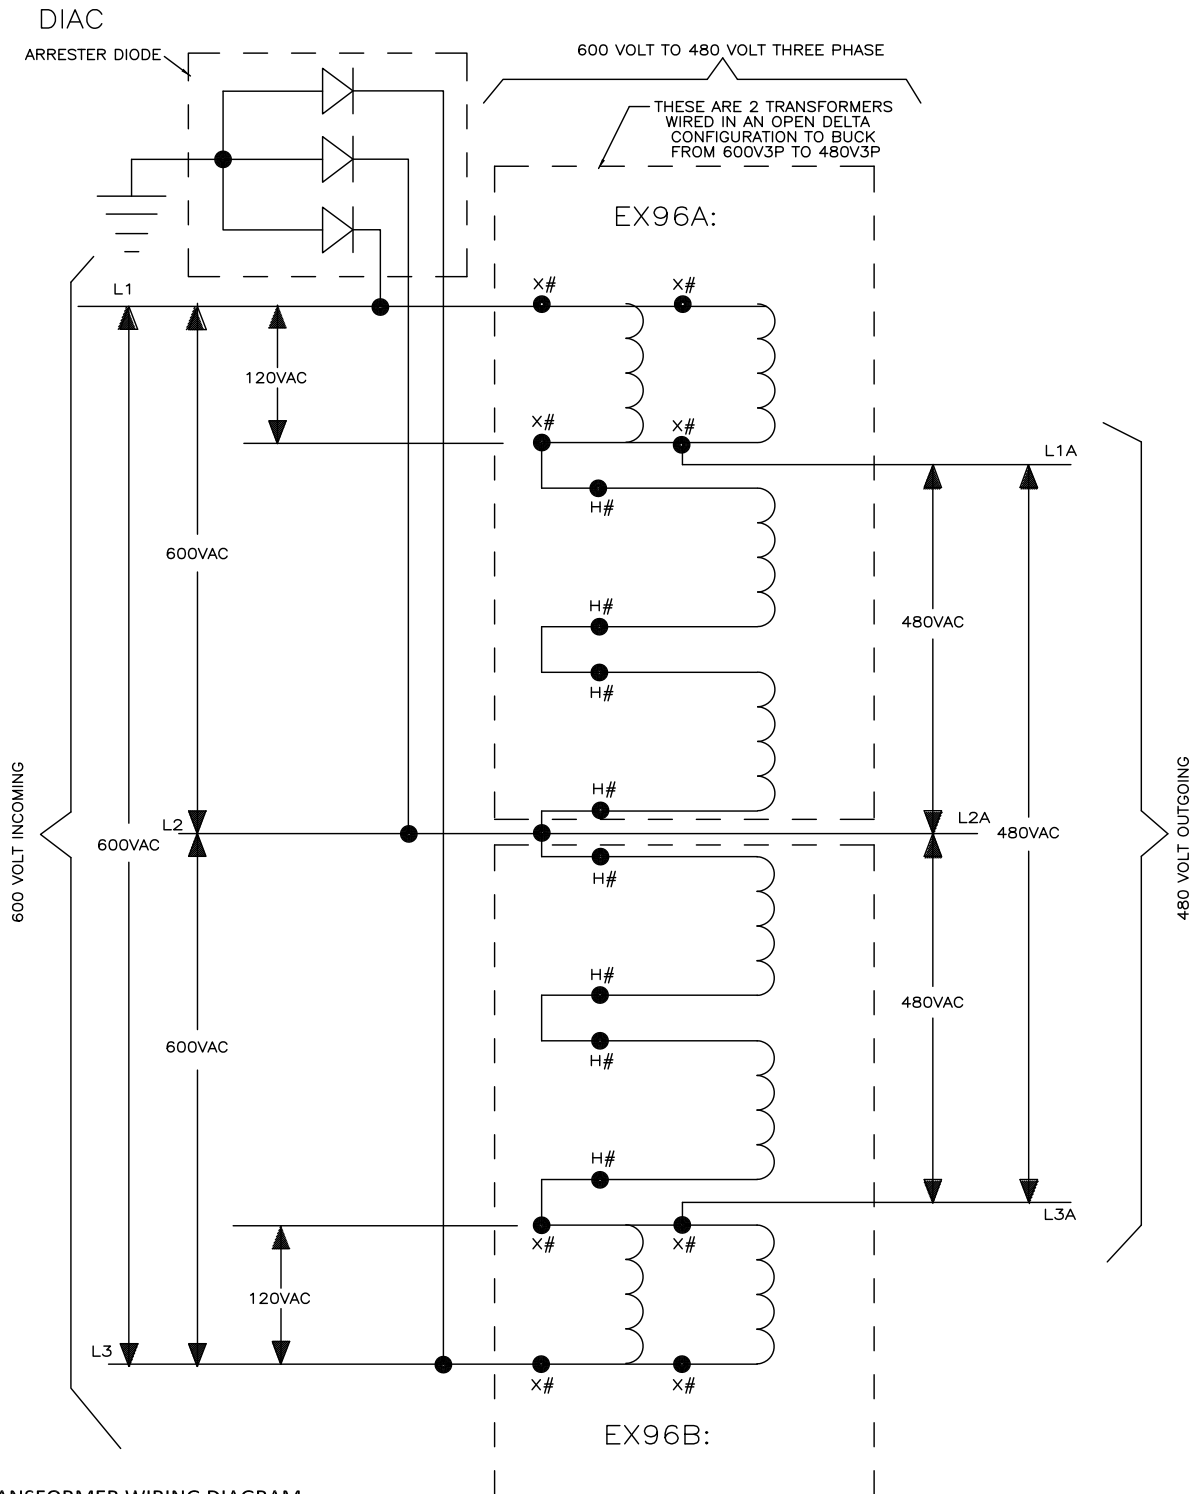 DIAC
ARRESTER DIODE
600 VOLT TO 480 VOLT THREE PHASE
THESE ARE 2 TRANSFORMERS
WIRED IN AN OPEN DELTA
CONFIGURATION TO BUCK
FROM 600V3P TO 480V3P
EX96A:
L1
X#
X#
120VAC
X#
X#
L1A
H#
600VAC
H#
480VAC
H#
H#
600 VOLT INCOMING
L2
600VAC
L2A
480VAC
480 VOLT OUTGOING
H#
H#
480VAC
600VAC
H#
H#
L3A
X#
X#
120VAC
L3
X#
X#
EX96B: